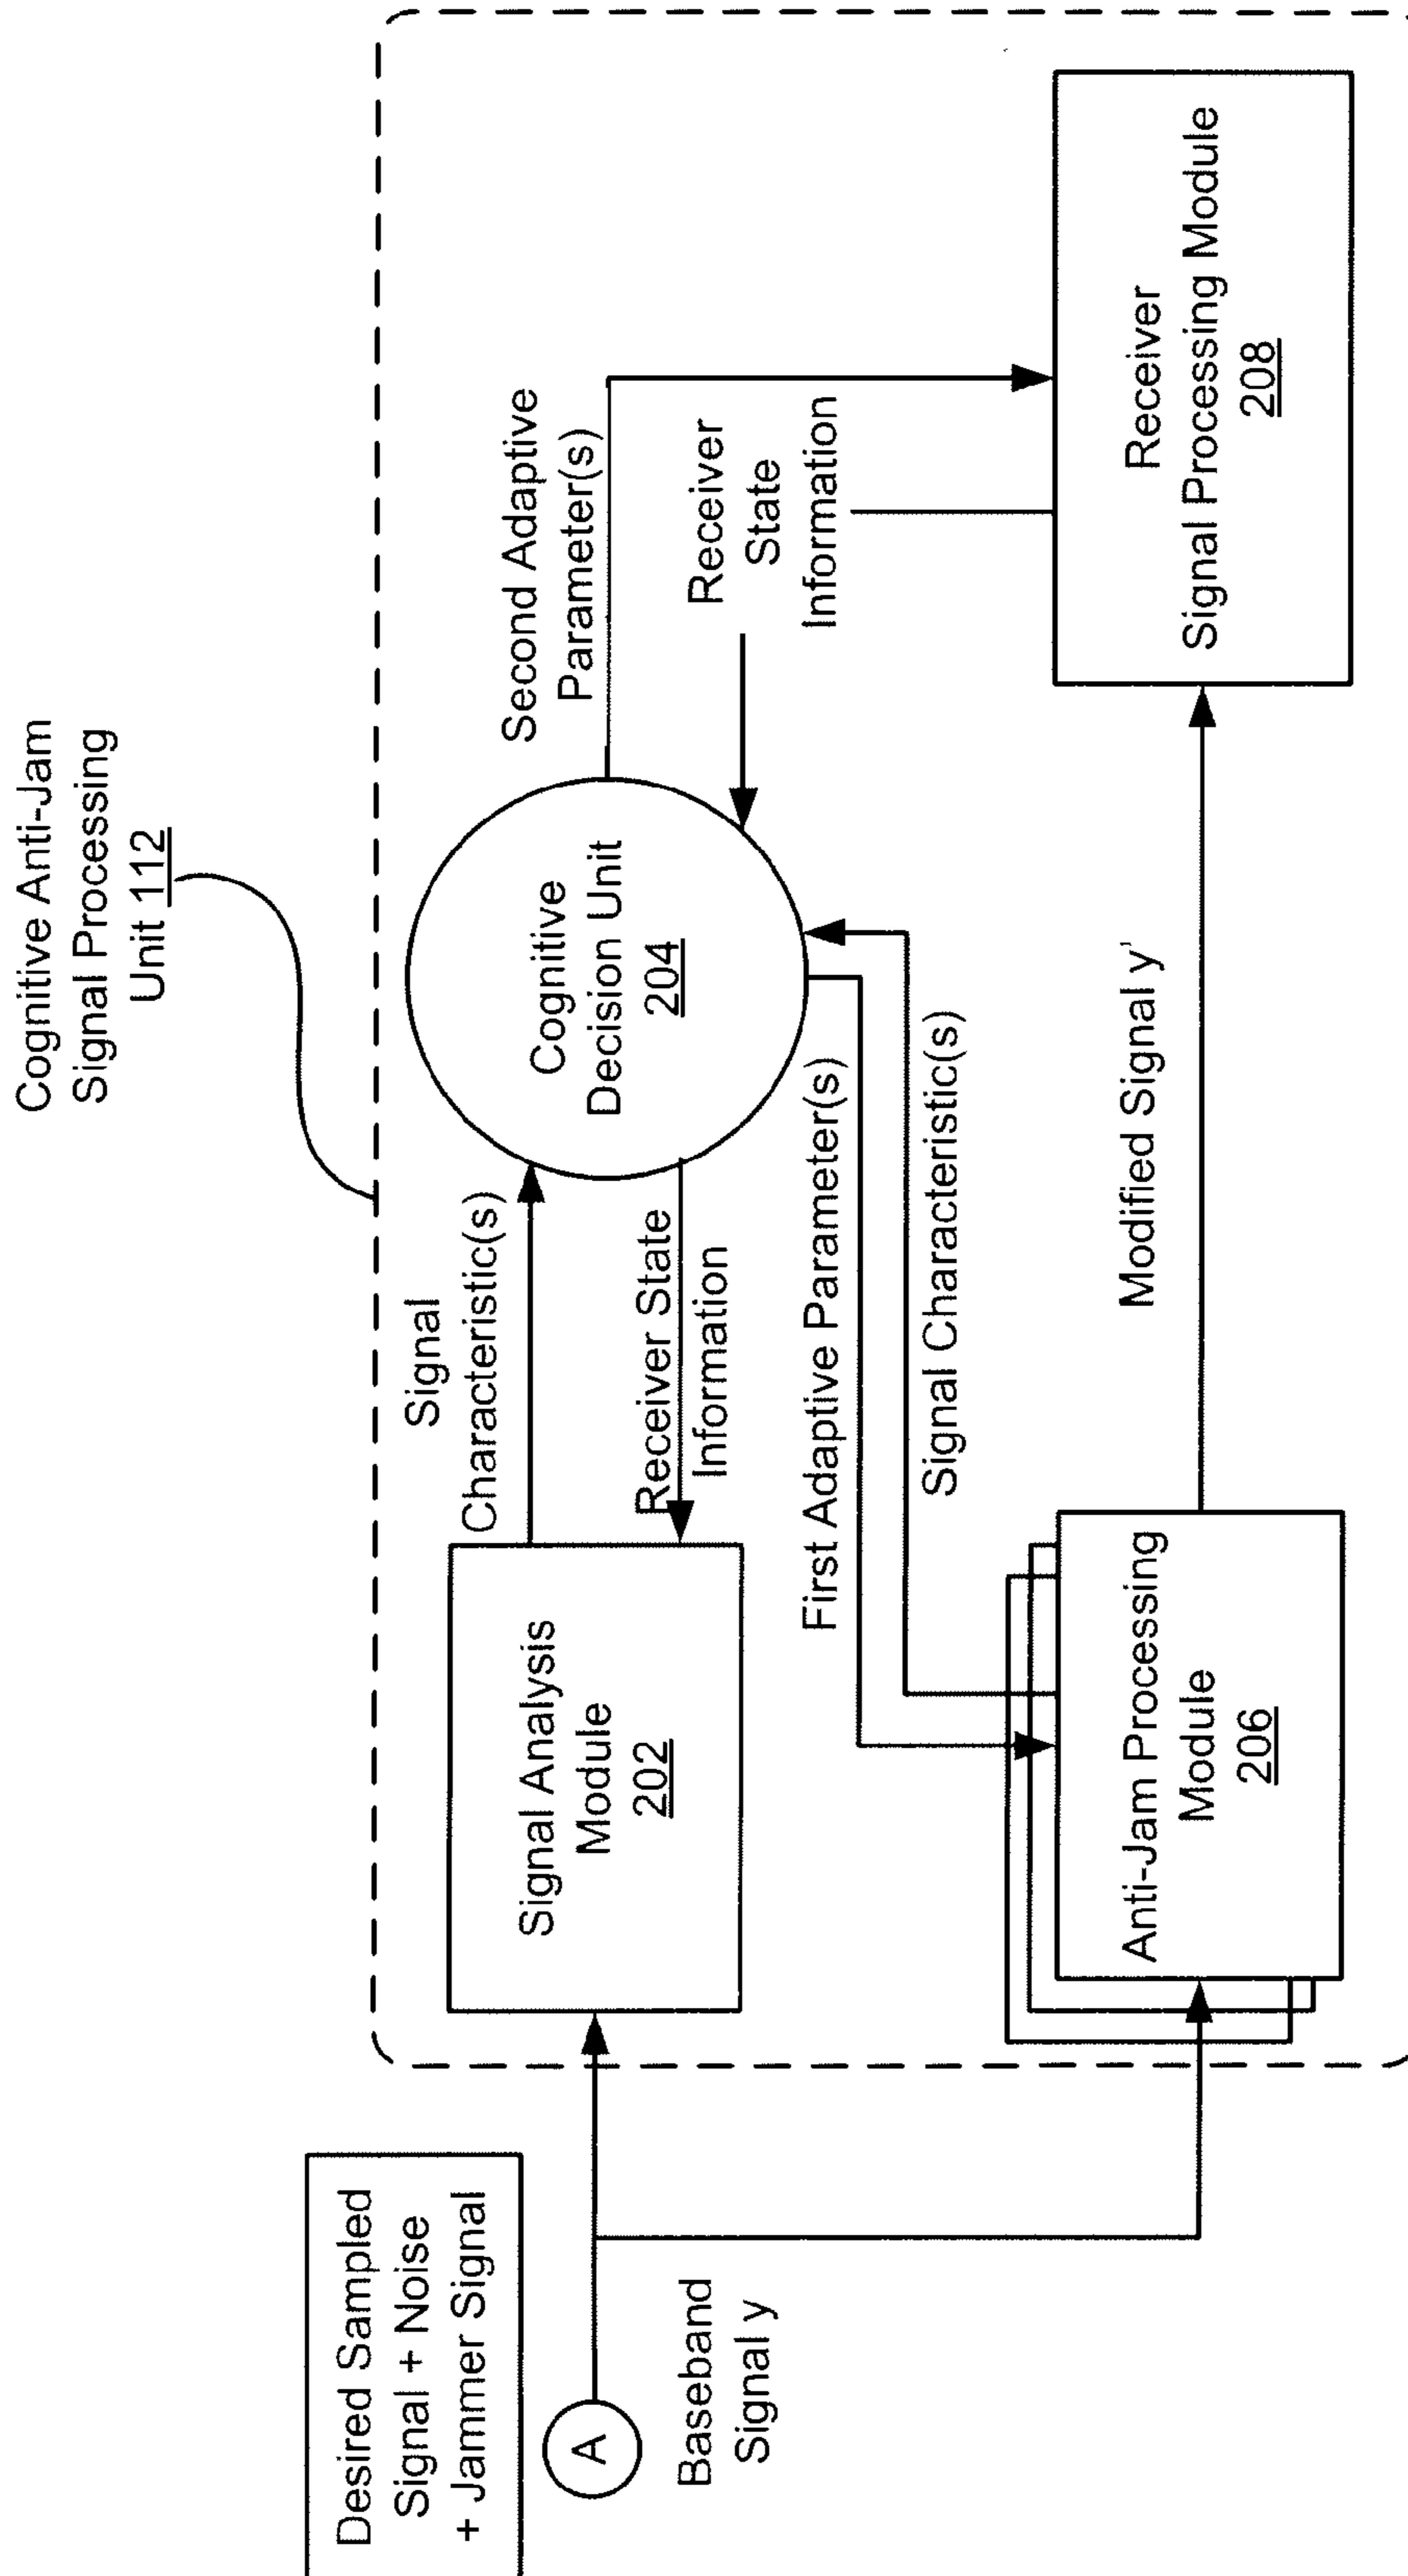 Cognitive Anti-Jam
Signal Processing
Unit 112
Desired Sampled
Signal + Noise
+ Jammer Signal
A
Baseband
Signal y
Signal Analysis
Module
202
Signal
Characteristic(s)
Receiver State
Information
Cognitive
Decision Unit
204
Second Adaptive
Parameter(s)
Receiver
State
Information
First Adaptive Parameter(s)
Signal Characteristic(s)
Anti-Jam Processing
Module
206
Modified Signal y'
Receiver
Signal Processing Module
208